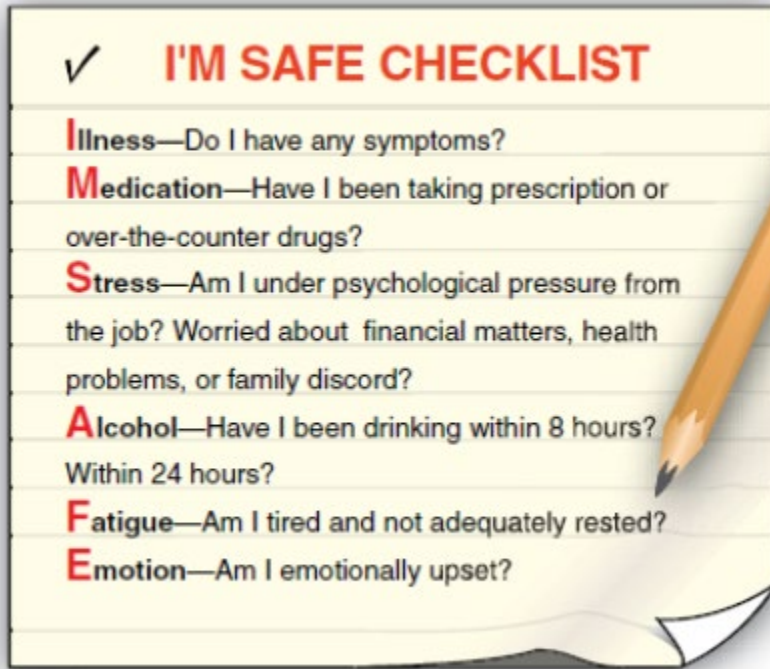 ✓ I'M SAFE CHECKLIST
Illness—Do I have any symptoms?
Medication—Have I been taking prescription or
over-the-counter drugs?
Stress—Am I under psychological pressure from
the job? Worried about financial matters, health
problems, or family discord?
Alcohol—Have I been drinking within 8 hours?
Within 24 hours?
Fatigue—Am I tired and not adequately rested?
Emotion—Am I emotionally upset?